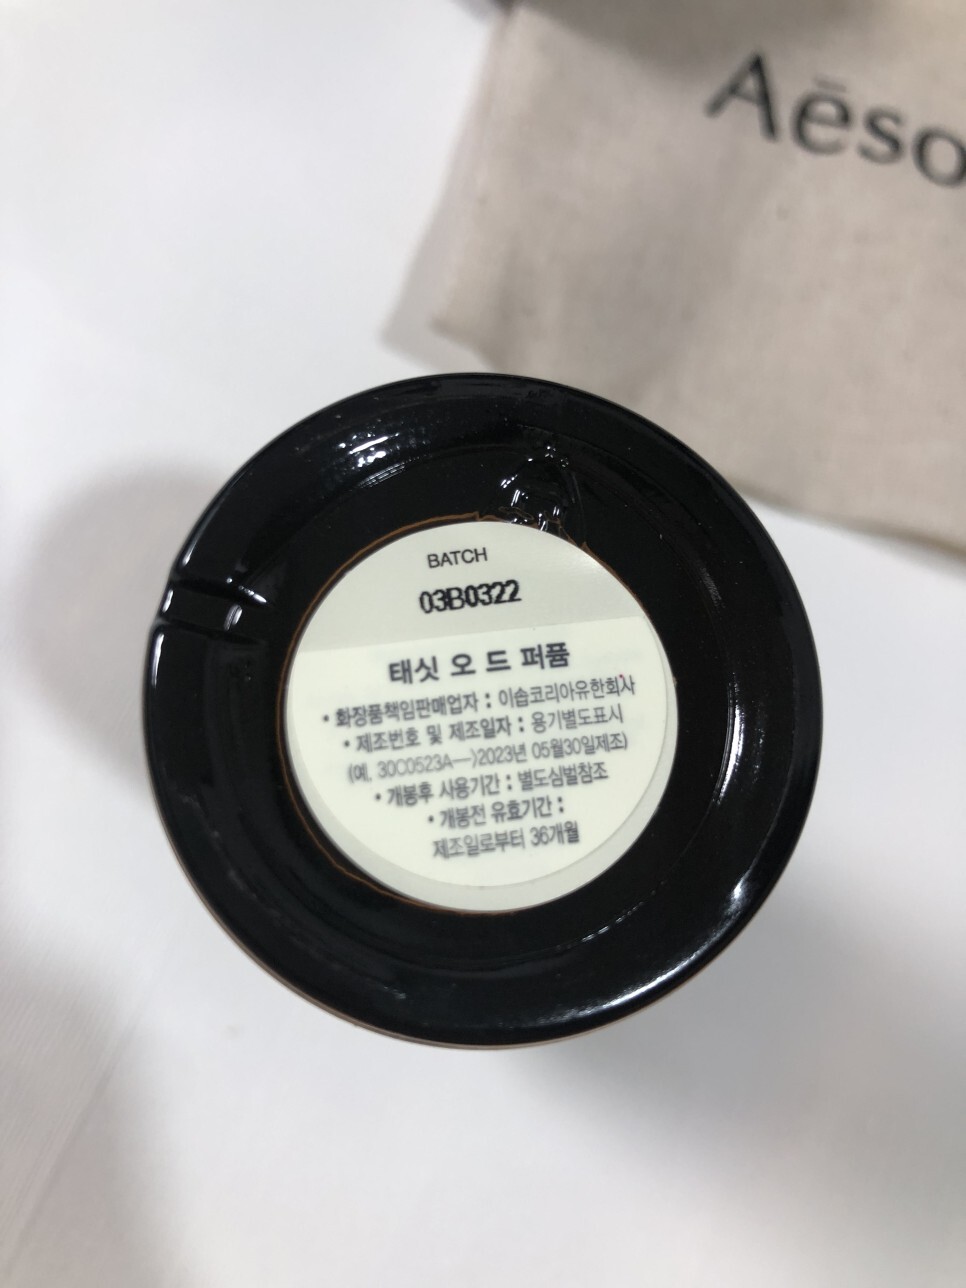 Aēso
BATCH
03B0322
태싯 오 드 퍼퓸
• 화장품책임판매업자 : 이솝코리아유한회사
• 제조번호 및 제조일자 : 용기별도표시
(예, 30C0523A—>2023년 05월30일제조)
• 개봉후 사용기간 : 별도심벌참조
• 개봉전 유효기간 :
제조일로부터 36개월